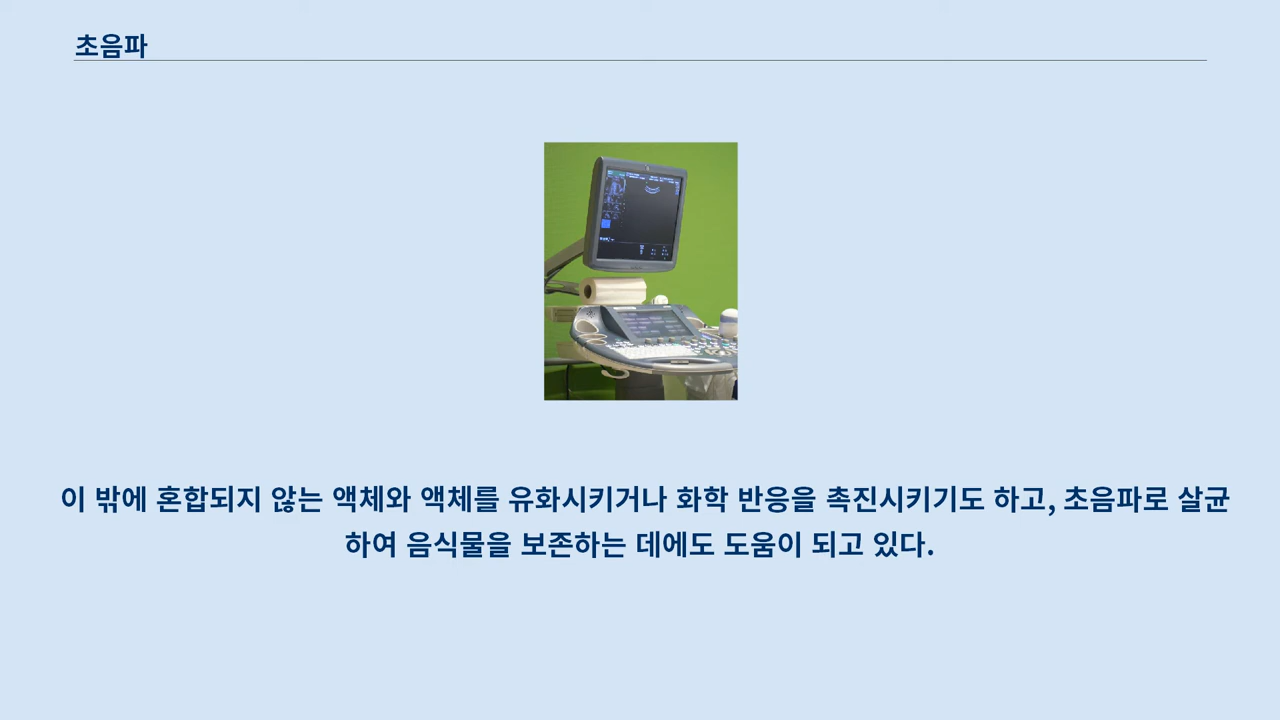 초음파
이 밖에 혼합되지 않는 액체와 액체를 유화시키거나 화학 반응을 촉진시키기도 하고, 초음파로 살균
하여 음식물을 보존하는 데에도 도움이 되고 있다.